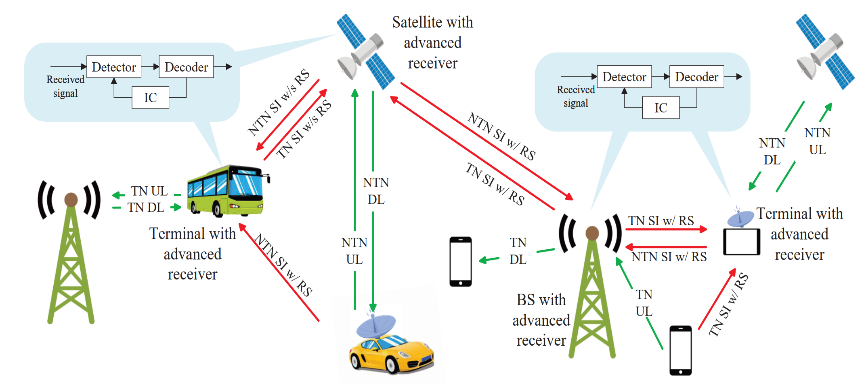 Satellite with
advanced
receiver
Detector
Decoder
Received
signal
IC
NTN SI w/s RS
TN SI w/s RS
NTN SI w/ RS
TN SI w/ RS
Detector
Decoder
Received
signal
IC
NTN
DL
NTN
UL
TN UL
TN DL
Terminal with
advanced
receiver
NTN
DL
NTN
UL
NTN SI w/ RS
TN
DL
TN SI w/ RS
NTN SI w/ RS
Terminal with
advanced
receiver
BS with
advanced
receiver
TN
UL
TN SI w/ RS